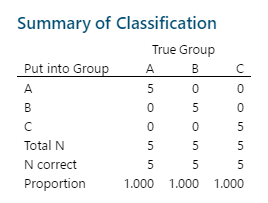 Summary of Classification
True Group
Put into Group A B C
A 5 0 0
B 0 5 0
C 0 0 5
Total N 5 5 5
N correct 5 5 5
Proportion 1.000 1.000 1.000